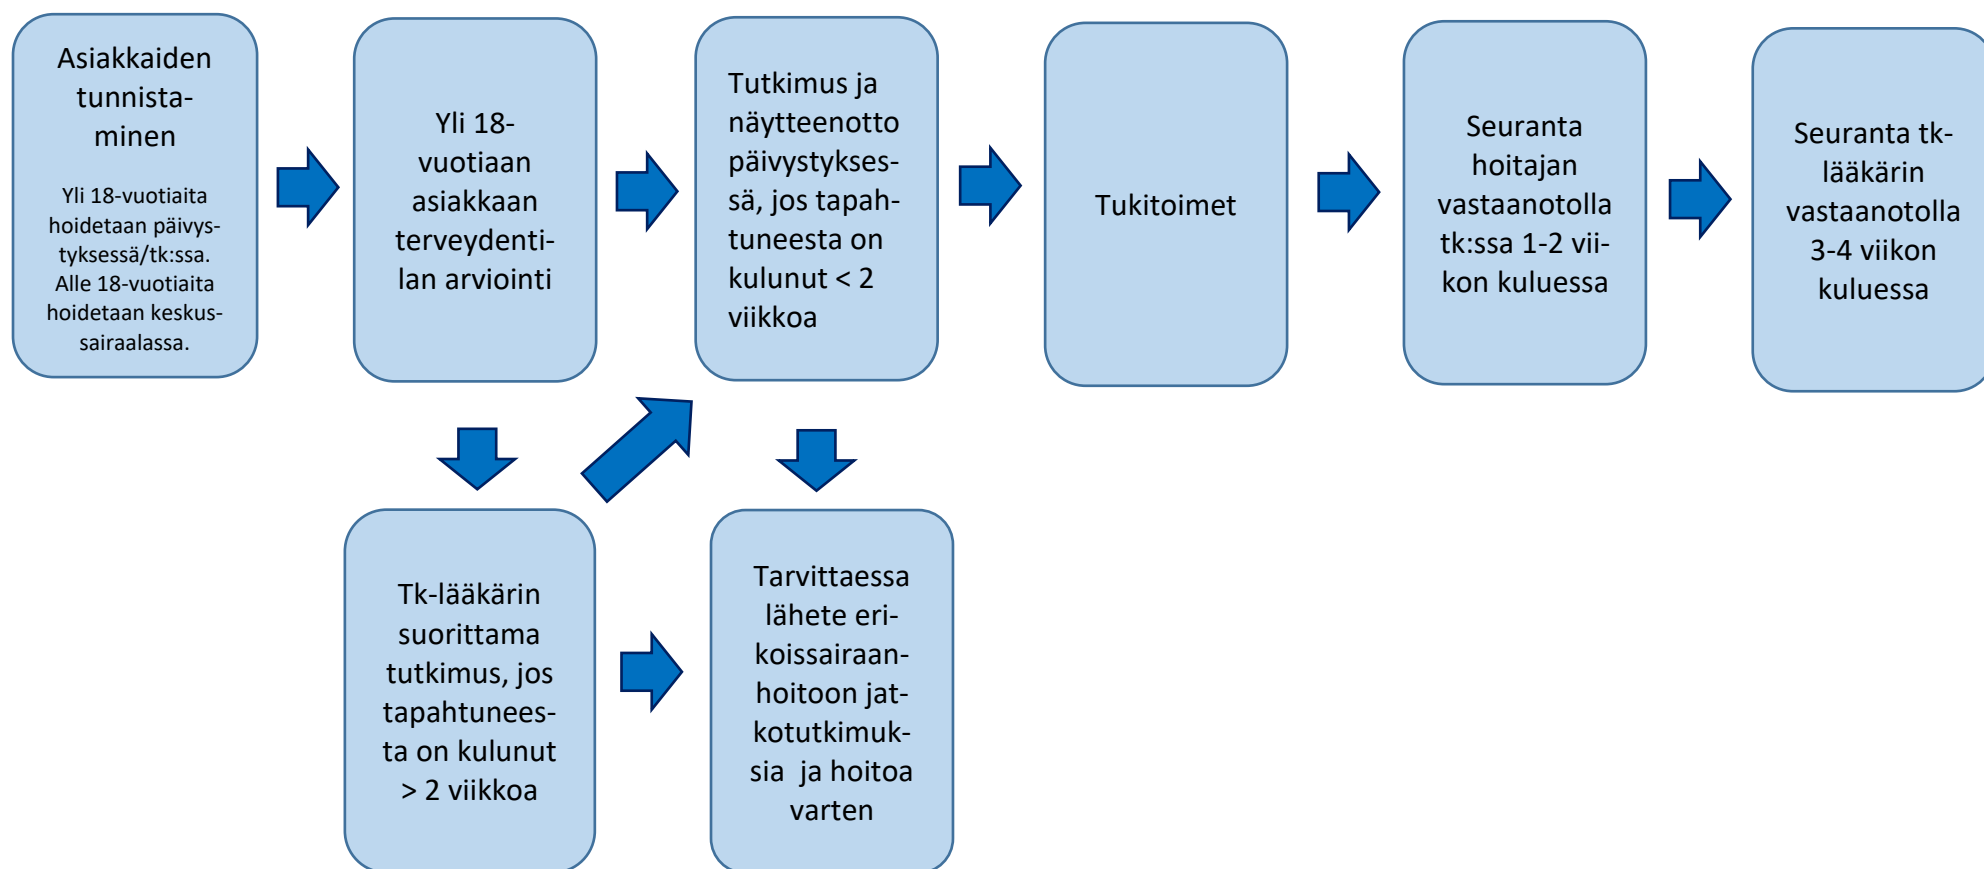 Asiakkaiden
tunnista-
minen
Yli 18-vuotiaita
hoidetaan päivys-
tyksessä/tk:ssa.
Alle 18-vuotiaita
hoidetaan keskus-
sairaalassa.
Yli 18-
vuotiaan
asiakkaan
terveydenti-
lan arviointi
Tutkimus ja
näytteenotto
päivystykses-
sä, jos tapah-
tuneesta on
kulunut < 2
viikkoa
Tukitoimet
Seuranta
hoitajan
vastaanotolla
tk:ssa 1-2 vii-
kon kuluessa
Seuranta tk-
lääkärin
vastaanotolla
3-4 viikon
kuluessa
Tk-lääkärin
suorittama
tutkimus, jos
tapahtunees-
ta on kulunut
> 2 viikkoa
Tarvittaessa
lähete eri-
koissairaan-
hoitoon jat-
kotutkimuk-
sia ja hoitoa
varten